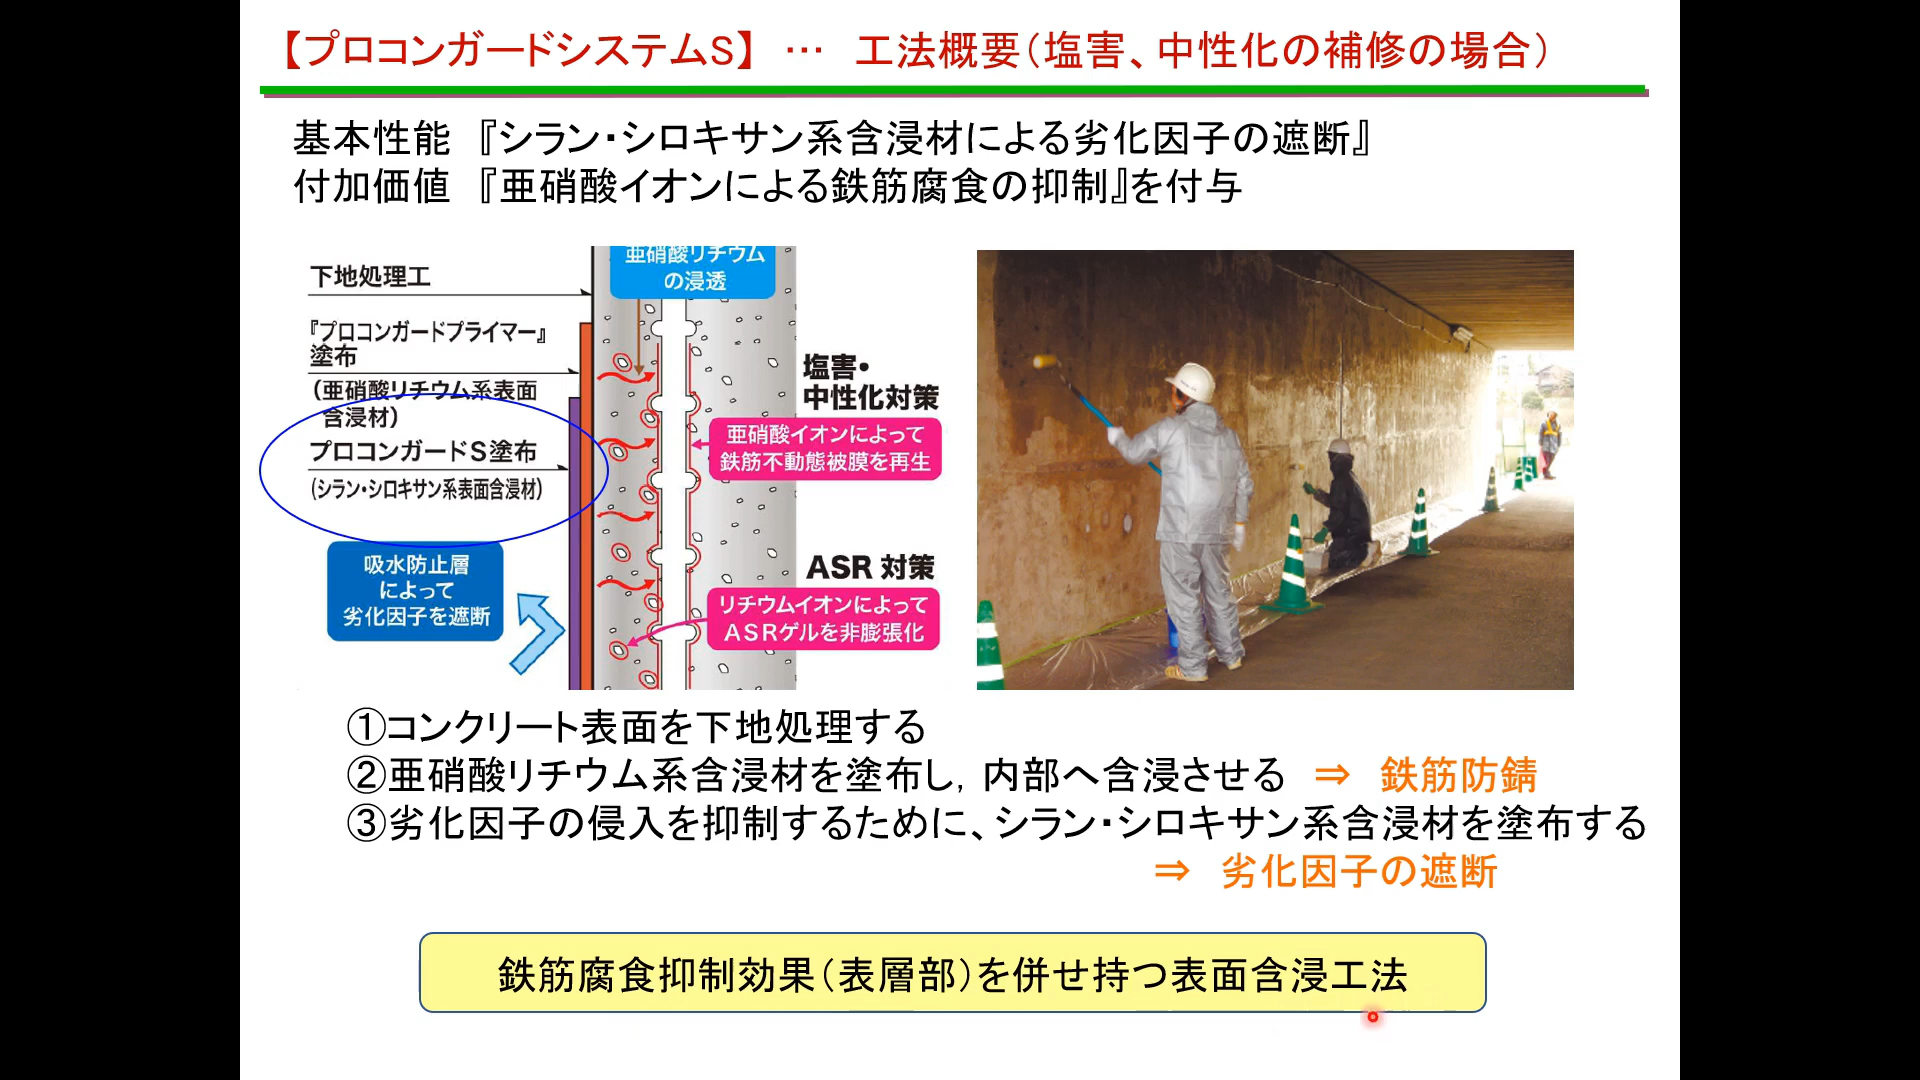 【プロコンガードシステムS】 … 工法概要(塩害、中性化の補修の場合)
基本性能 『シラン・シロキサン系含浸材による劣化因子の遮断』
付加価値 『亜硝酸イオンによる鉄筋腐食の抑制』を付与
亜硝酸リチウム
の浸透
下地処理工
『プロコンガードプライマー』
塗布
(亜硝酸リチウム系表面
含浸材)
プロコンガードS塗布
(シラン・シロキサン系表面含浸材)
吸水防止層
によって
劣化因子を遮断
塩害・
中性化対策
亜硝酸イオンによって
鉄筋不動態被膜を再生
ASR 対策
リチウムイオンによって
ASRゲルを非膨張化
①コンクリート表面を下地処理する
②亜硝酸リチウム系含浸材を塗布し，内部へ含浸させる ⇒ 鉄筋防錆
③劣化因子の侵入を抑制するために、シラン・シロキサン系含浸材を塗布する
⇒ 劣化因子の遮断
鉄筋腐食抑制効果(表層部)を併せ持つ表面含浸工法